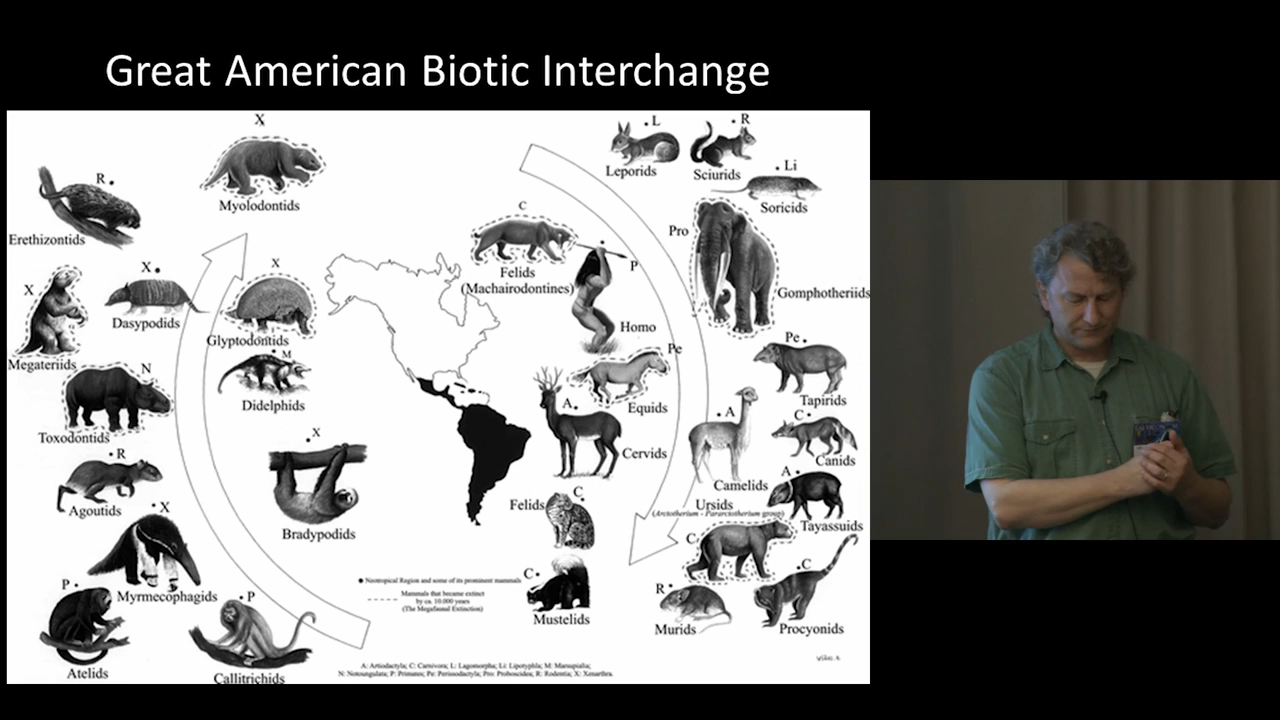 Great American Biotic Interchange
X
Myolodontids
R
Erethizontids
X
Megateriids
X
Dasypodids
X
Glyptodontids
M
Didelphids
N
Toxodontids
R
Agoutids
X
Bradypodids
X
Myrmecophagids
P
Atelids
P
Callitrichids
L
Leporids
R
Sciurids
Li
Soricids
C
Felids
(Machairodontines)
P
Homo
Pro
Gomphotheriids
Pe
Equids
Pe
Tapirids
A
Cervids
A
Camelids
C
Canids
A
Tayassuids
Ursids
(Arctotherium - Pararctotherium group)
C
C
Felids
C
Mustelids
R
Murids
C
Procyonids
Neotropical Region and some of its prominent mammals
Mammals that became extinct
by ca. 10.000 years
(The Megafaunal Extinction)
A: Artiodactyla; C: Carnivora; L: Lagomorpha; Li: Lipotyphla; M: Marsupialia;
N: Notoungulata; P: Primates; Pe: Perissodactyla; Pro: Proboscidea; R: Rodentia; X: Xenarthra.